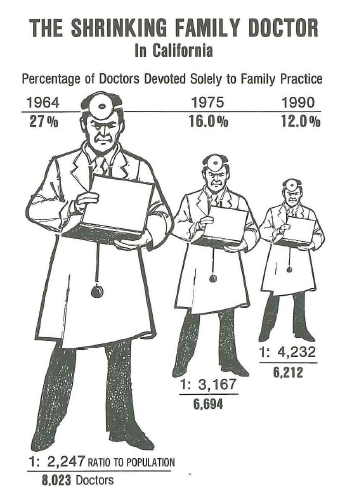 THE SHRINKING FAMILY DOCTOR
In California
Percentage of Doctors Devoted Solely to Family Practice
1964 1975 1990
27% 16.0% 12.0%
1: 4,232
6,212
1: 3,167
6,694
1: 2,247 RATIO TO POPULATION
8,023 Doctors